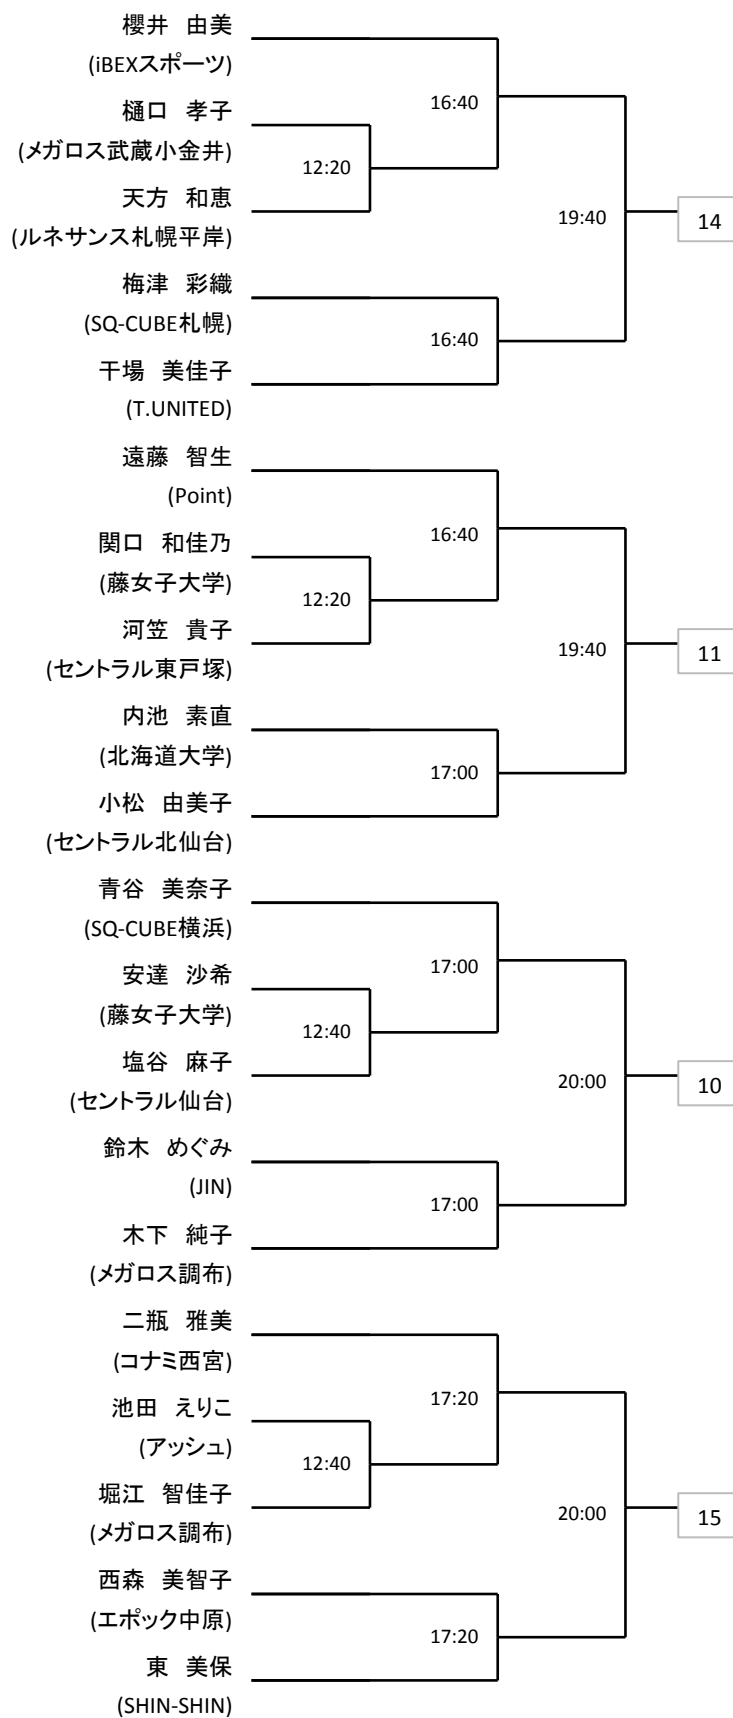 櫻井 由美
(iBEXスポーツ)
16:40
樋口 孝子
(メガロス武蔵小金井)
12:20
天方 和恵
(ルネサンス札幌平岸)
19:40
14
梅津 彩織
(SQ-CUBE札幌)
16:40
干場 美佳子
(T.UNITED)
遠藤 智生
(Point)
16:40
関口 和佳乃
(藤女子大学)
12:20
河笠 貴子
(セントラル東戸塚)
19:40
11
内池 素直
(北海道大学)
17:00
小松 由美子
(セントラル北仙台)
青谷 美奈子
(SQ-CUBE横浜)
17:00
安達 沙希
(藤女子大学)
12:40
塩谷 麻子
(セントラル仙台)
20:00
10
鈴木 めぐみ
(JIN)
17:00
木下 純子
(メガロス調布)
二瓶 雅美
(コナミ西宮)
17:20
池田 えりこ
(アッシュ)
12:40
堀江 智佳子
(メガロス調布)
20:00
15
西森 美智子
(エポック中原)
17:20
東 美保
(SHIN-SHIN)